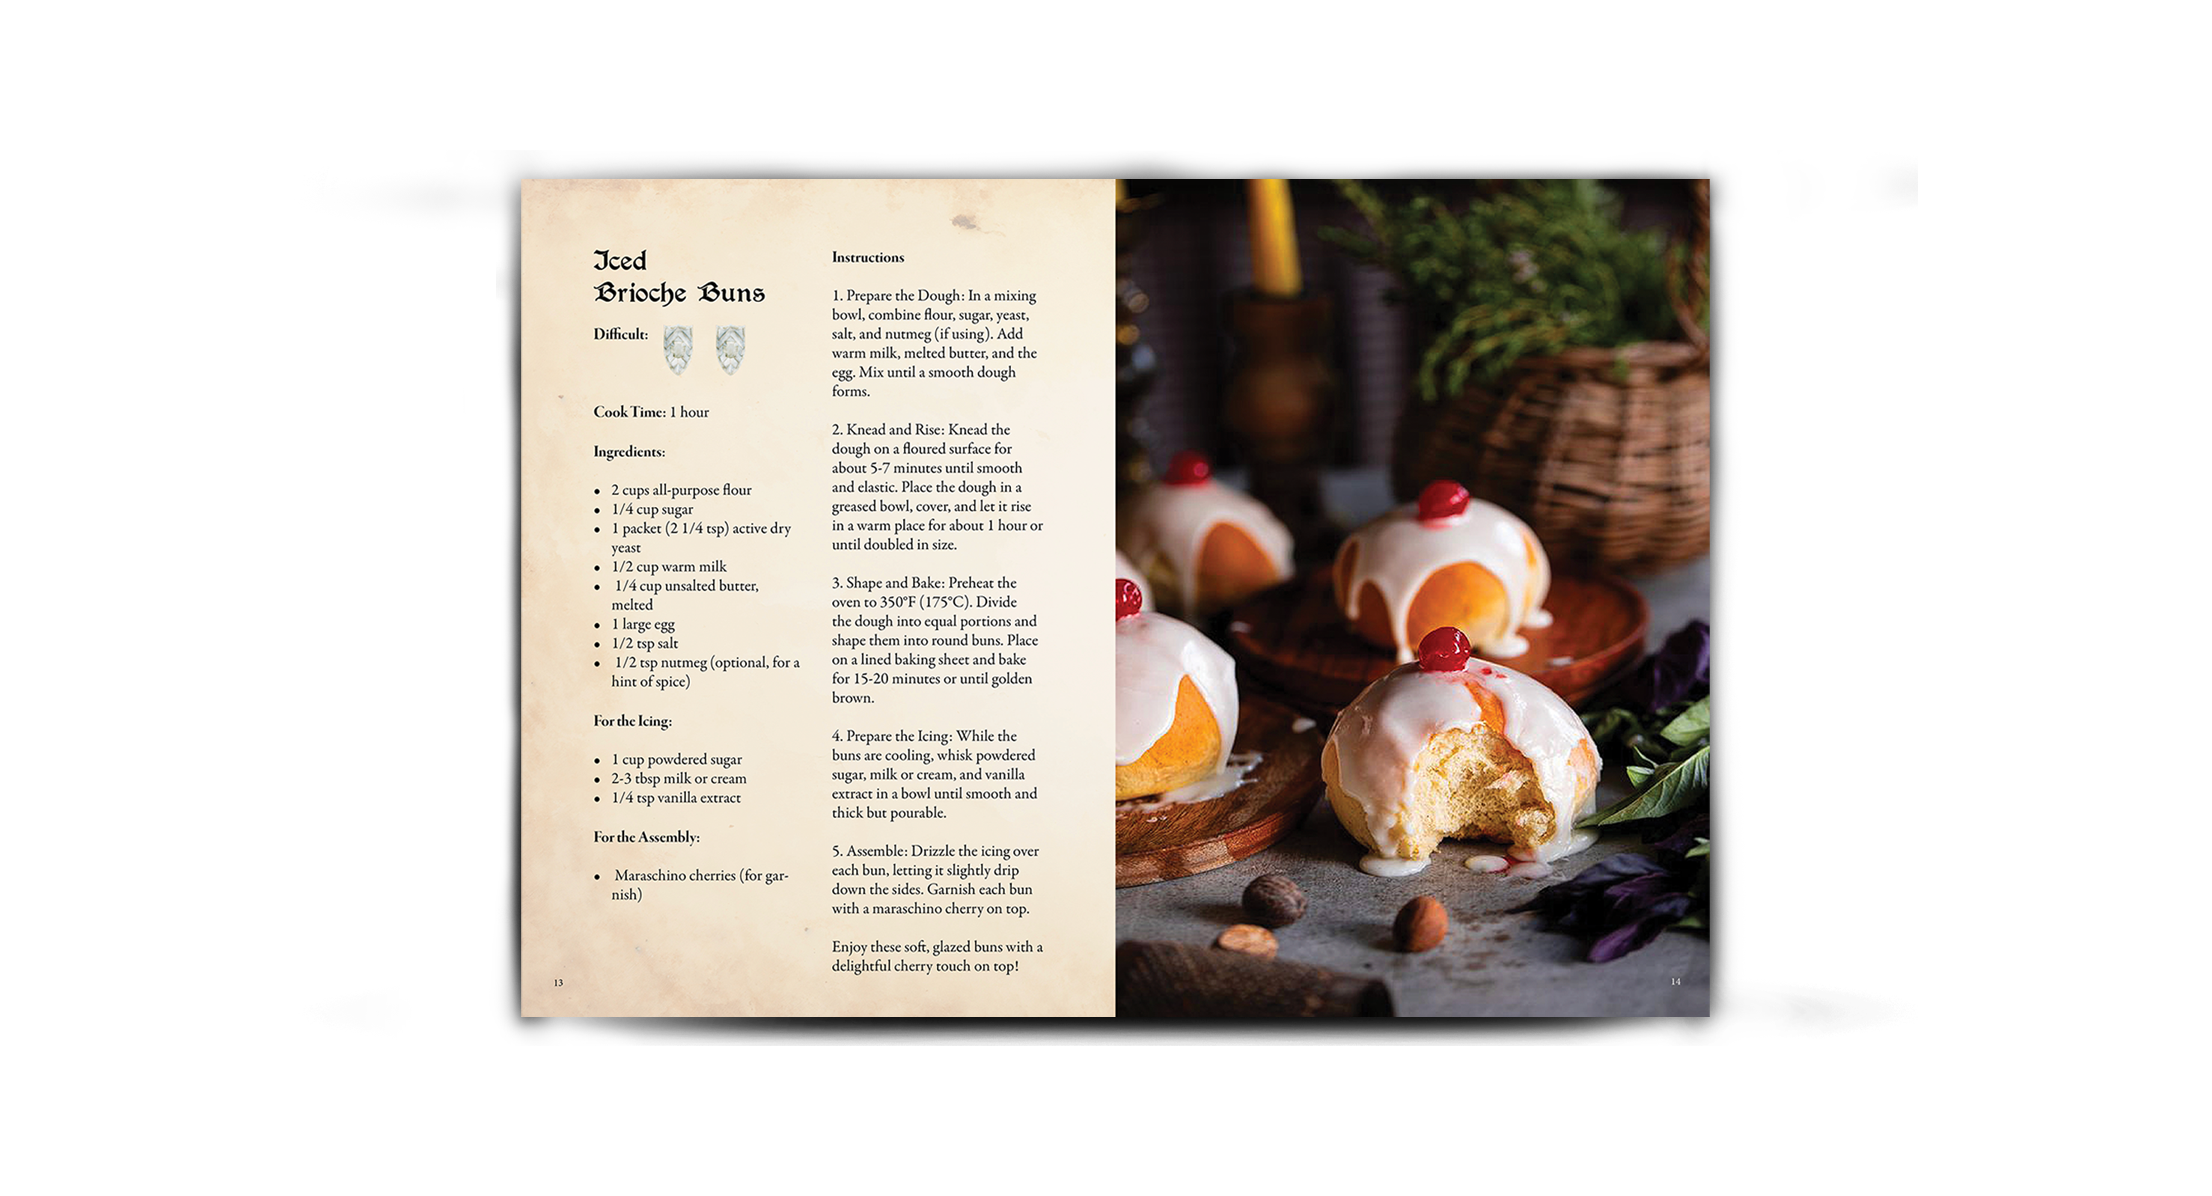 Iced
Brioche Buns
Difficult:
Cook Time: 1 hour
Ingredients:
• 2 cups all-purpose flour
• 1/4 cup sugar
• 1 packet (2 1/4 tsp) active dry
yeast
• 1/2 cup warm milk
• 1/4 cup unsalted butter,
melted
• 1 large egg
• 1/2 tsp salt
• 1/2 tsp nutmeg (optional, for a
hint of spice)
For the Icing:
• 1 cup powdered sugar
• 2-3 tbsp milk or cream
• 1/4 tsp vanilla extract
For the Assembly:
• Maraschino cherries (for gar-
nish)
13
Instructions
1. Prepare the Dough: In a mixing
bowl, combine flour, sugar, yeast,
salt, and nutmeg (if using). Add
warm milk, melted butter, and the
egg. Mix until a smooth dough
forms.
2. Knead and Rise: Knead the
dough on a floured surface for
about 5-7 minutes until smooth
and elastic. Place the dough in a
greased bowl, cover, and let it rise
in a warm place for about 1 hour or
until doubled in size.
3. Shape and Bake: Preheat the
oven to 350°F (175°C). Divide
the dough into equal portions and
shape them into round buns. Place
on a lined baking sheet and bake
for 15-20 minutes or until golden
brown.
4. Prepare the Icing: While the
buns are cooling, whisk powdered
sugar, milk or cream, and vanilla
extract in a bowl until smooth and
thick but pourable.
5. Assemble: Drizzle the icing over
each bun, letting it slightly drip
down the sides. Garnish each bun
with a maraschino cherry on top.
Enjoy these soft, glazed buns with a
delightful cherry touch on top!
14